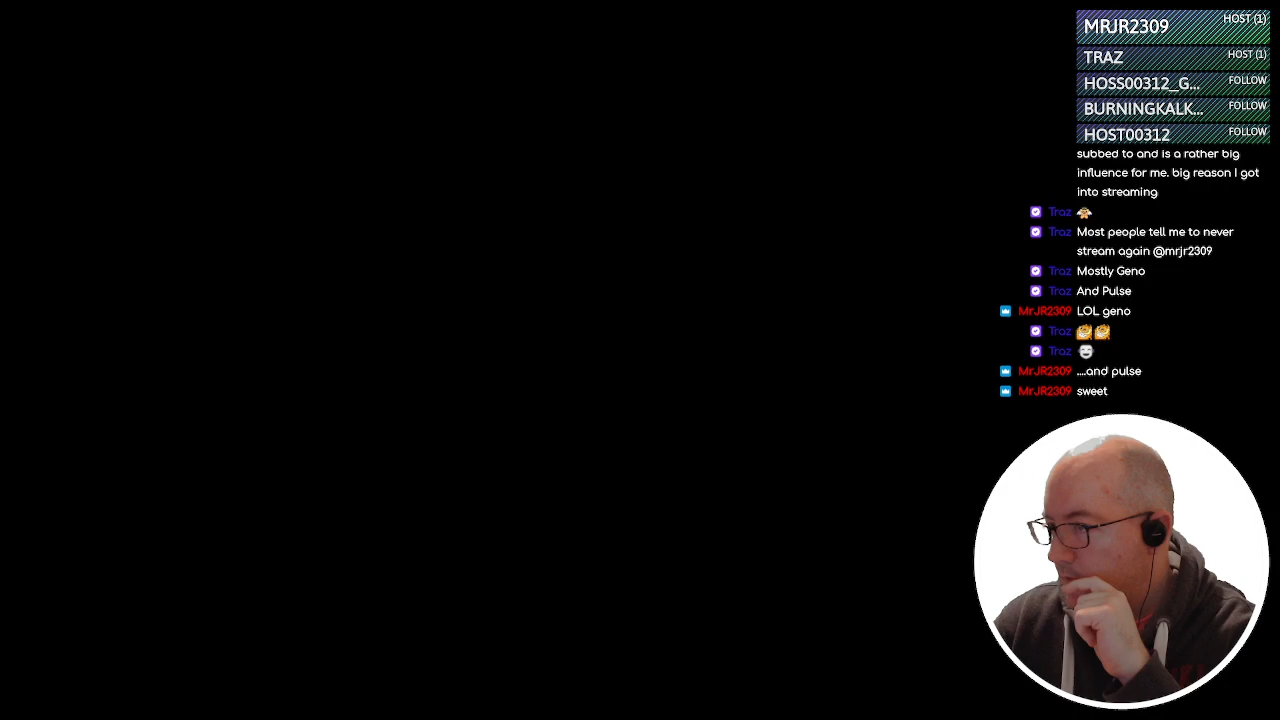 MRJR2309 HOST (1)
TRAZ HOST (1)
HOSS00312_G... FOLLOW
BURNINGKALK... FOLLOW
HOST00312 FOLLOW
subbed to and is a rather big
influence for me. big reason I got
into streaming
Traz
Traz Most people tell me to never
stream again @mrjr2309
Traz Mostly Geno
Traz And Pulse
MrJR2309 LOL geno
Traz
Traz
MrJR2309 ....and pulse
MrJR2309 sweet